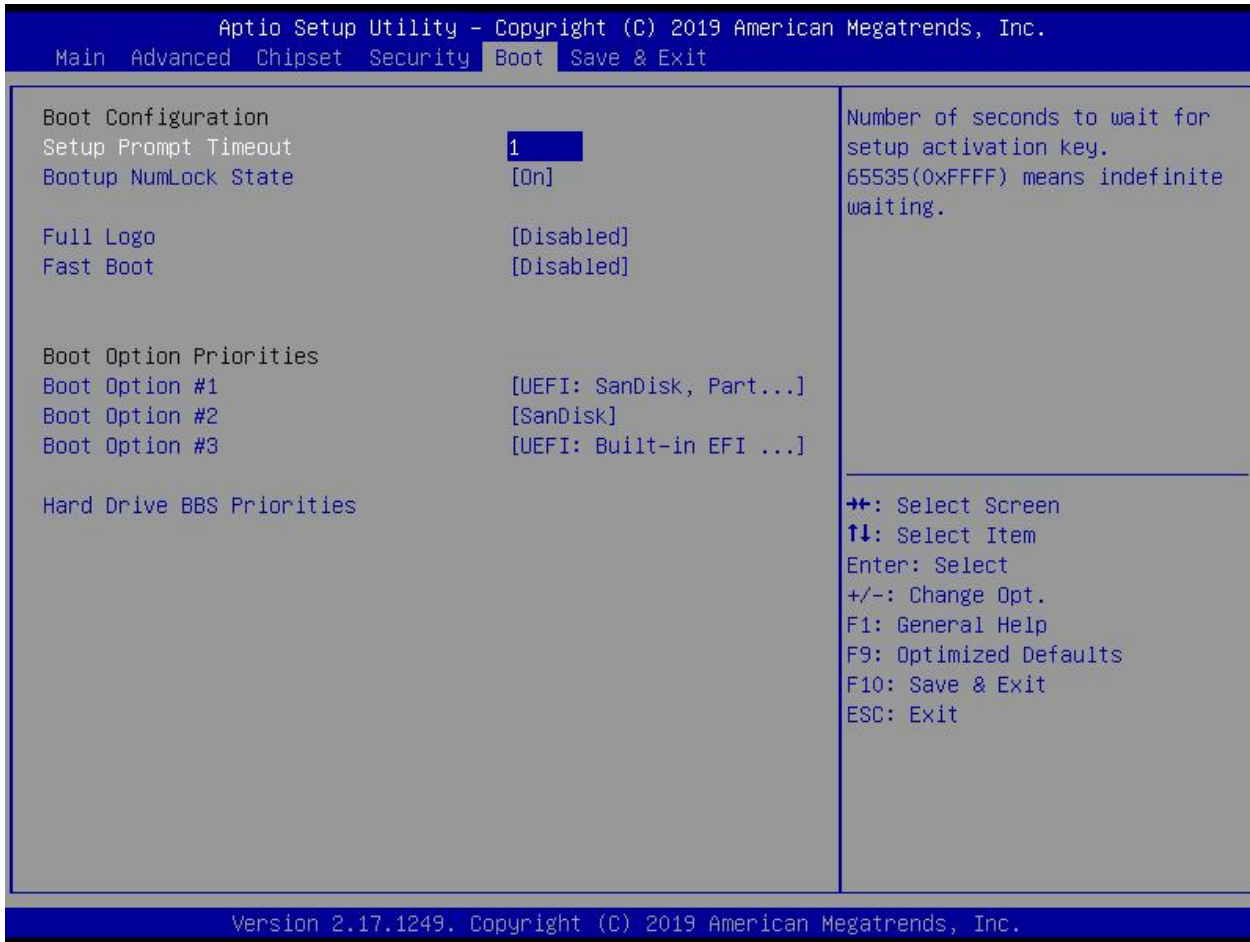 Aptio Setup Utility – Copyright (C) 2019 American Megatrends, Inc.
Main Advanced Chipset Security Boot Save & Exit
Boot Configuration
Setup Prompt Timeout 1
Bootup NumLock State [On]
Full Logo [Disabled]
Fast Boot [Disabled]
Boot Option Priorities
Boot Option #1 [UEFI: SanDisk, Part...]
Boot Option #2 [SanDisk]
Boot Option #3 [UEFI: Built-in EFI ...]
Hard Drive BBS Priorities
Number of seconds to wait for
setup activation key.
65535(0xFFFF) means indefinite
waiting.
→←: Select Screen
↑↓: Select Item
Enter: Select
+/-: Change Opt.
F1: General Help
F9: Optimized Defaults
F10: Save & Exit
ESC: Exit
Version 2.17.1249. Copyright (C) 2019 American Megatrends, Inc.